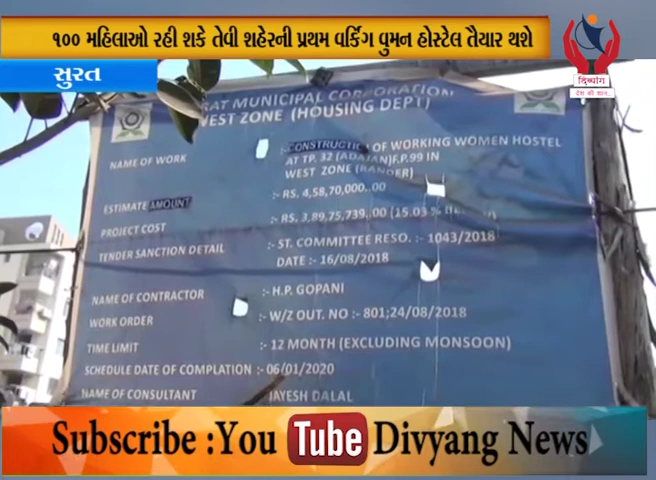 ૧૦૦ મહિલાઓ રહી શકે તેવી શહેરની પ્રથમ વર્કિંગ વુમન હોસ્ટેલ તૈયાર થશે
સુરત
दिव्यांग
RAT MUNICIPAL CORPORATION
WEST ZONE (HOUSING DEPT)
NAME OF WORK :- CONSTRUCTION OF WORKING WOMEN HOSTEL
AT TP. 32 (ADAJAN)F.P.99 IN
WEST ZONE (RANDER)
ESTIMATE AMOUNT :- RS. 4,58,70,000..00
PROJECT COST :- RS. 3,89,75,739..00 (15.03 %
TENDER SANCTION DETAIL :- ST. COMMITTEE RESO. :- 1043/2018
DATE :- 16/08/2018
NAME OF CONTRACTOR :- H.P. GOPANI
WORK ORDER :- W/Z OUT. NO :- 801;24/08/2018
TIME LIMIT :- 12 MONTH (EXCLUDING MONSOON)
SCHEDULE DATE OF COMPLATION :- 06/01/2020
NAME OF CONSULTANT JAYESH DALAL
Subscribe :You Tube Divyang News